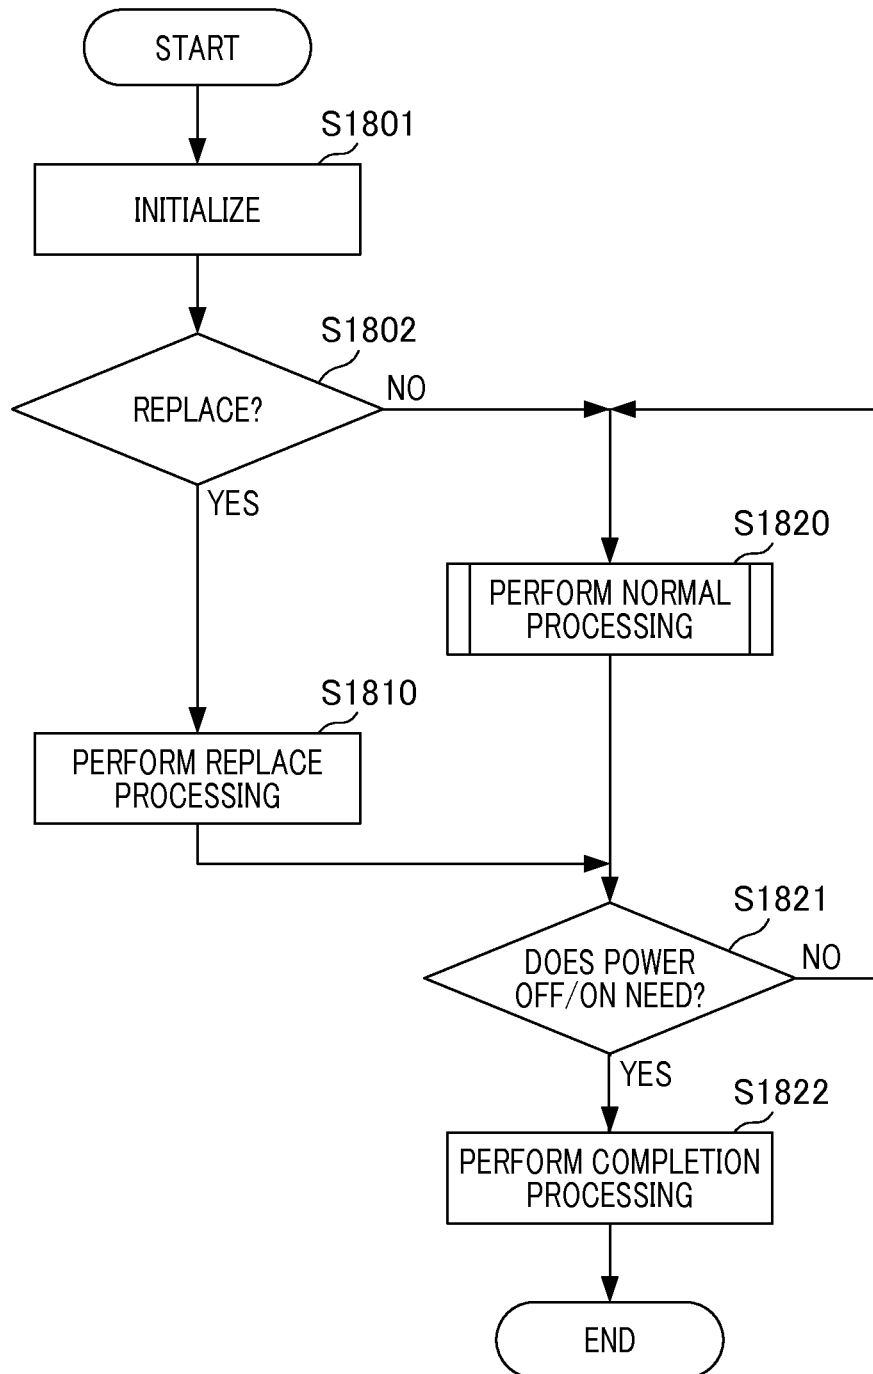 START
S1801
INITIALIZE
S1802
REPLACE?
NO
YES
S1820
PERFORM NORMAL
PROCESSING
S1810
PERFORM REPLACE
PROCESSING
S1821
DOES POWER
OFF/ON NEED?
NO
YES
S1822
PERFORM COMPLETION
PROCESSING
END